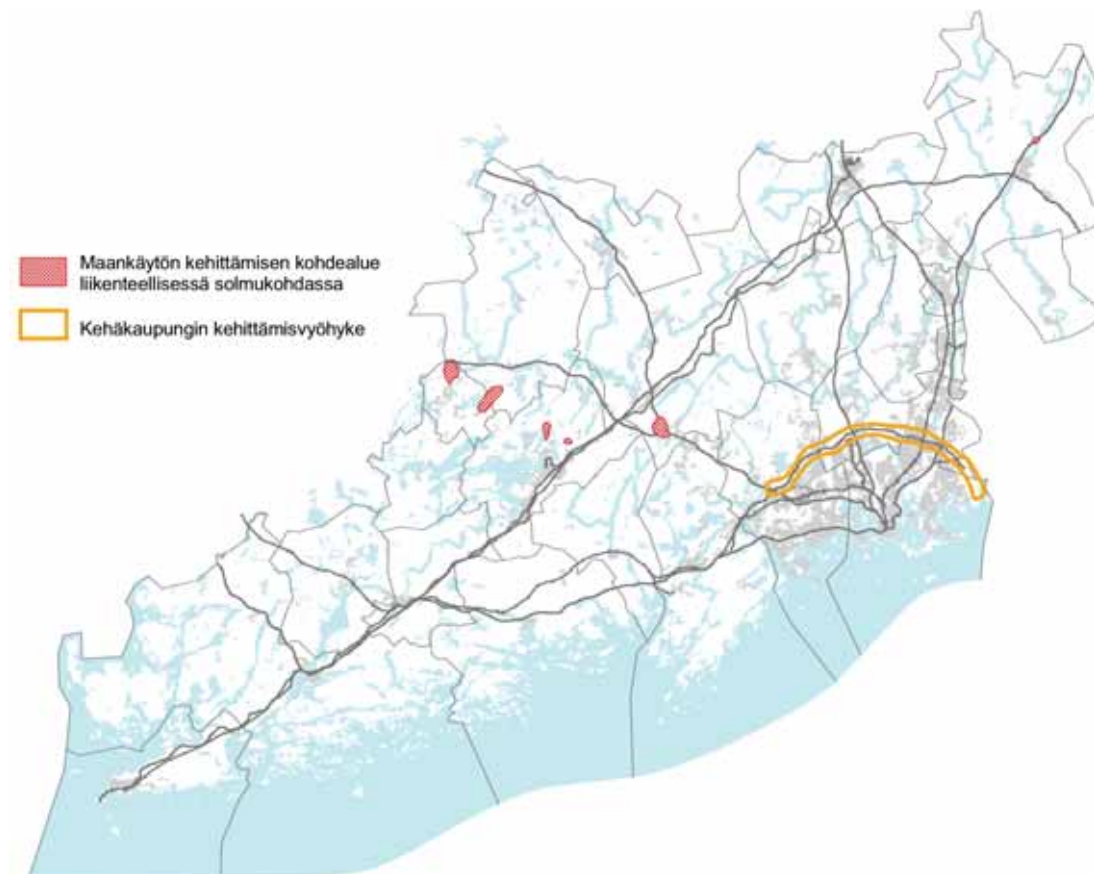 Maankäytön kehittämisen kohdealue
liikenteellisessä solmukohdassa
Kehäkaupungin kehittämisvyöhyke